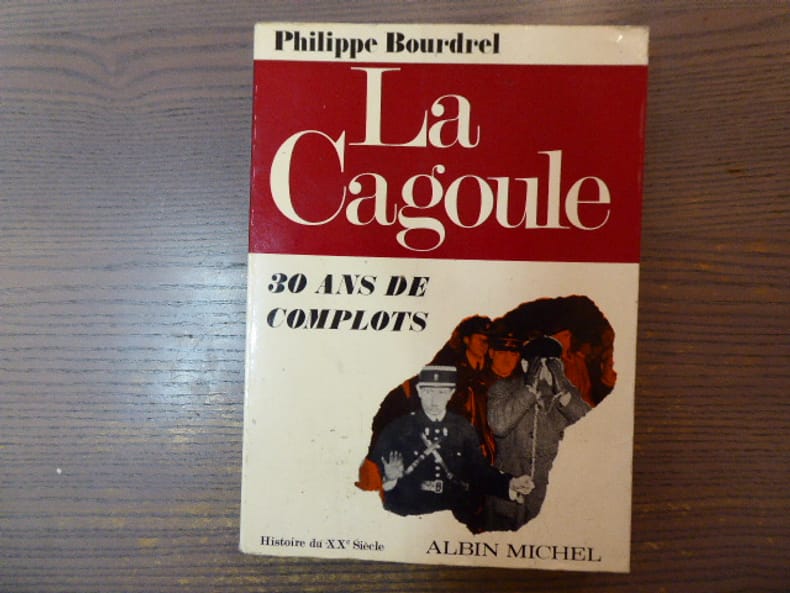 Philippe Bourdrel
La
Cagoule
30 ANS DE
COMPLOTS
Histoire du XXe Siècle
ALBIN MICHEL